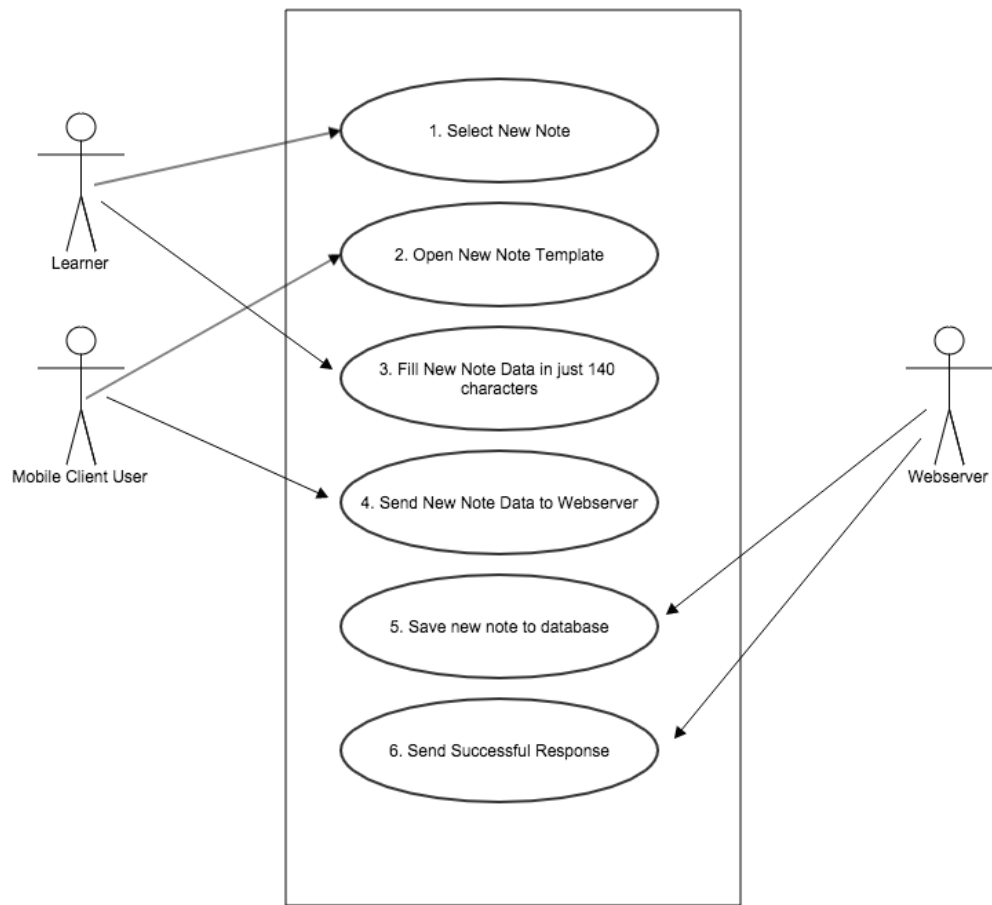 1. Select New Note
Learner
2. Open New Note Template
3. Fill New Note Data in just 140
characters
Mobile Client User
Webserver
4. Send New Note Data to Webserver
5. Save new note to database
6. Send Successful Response